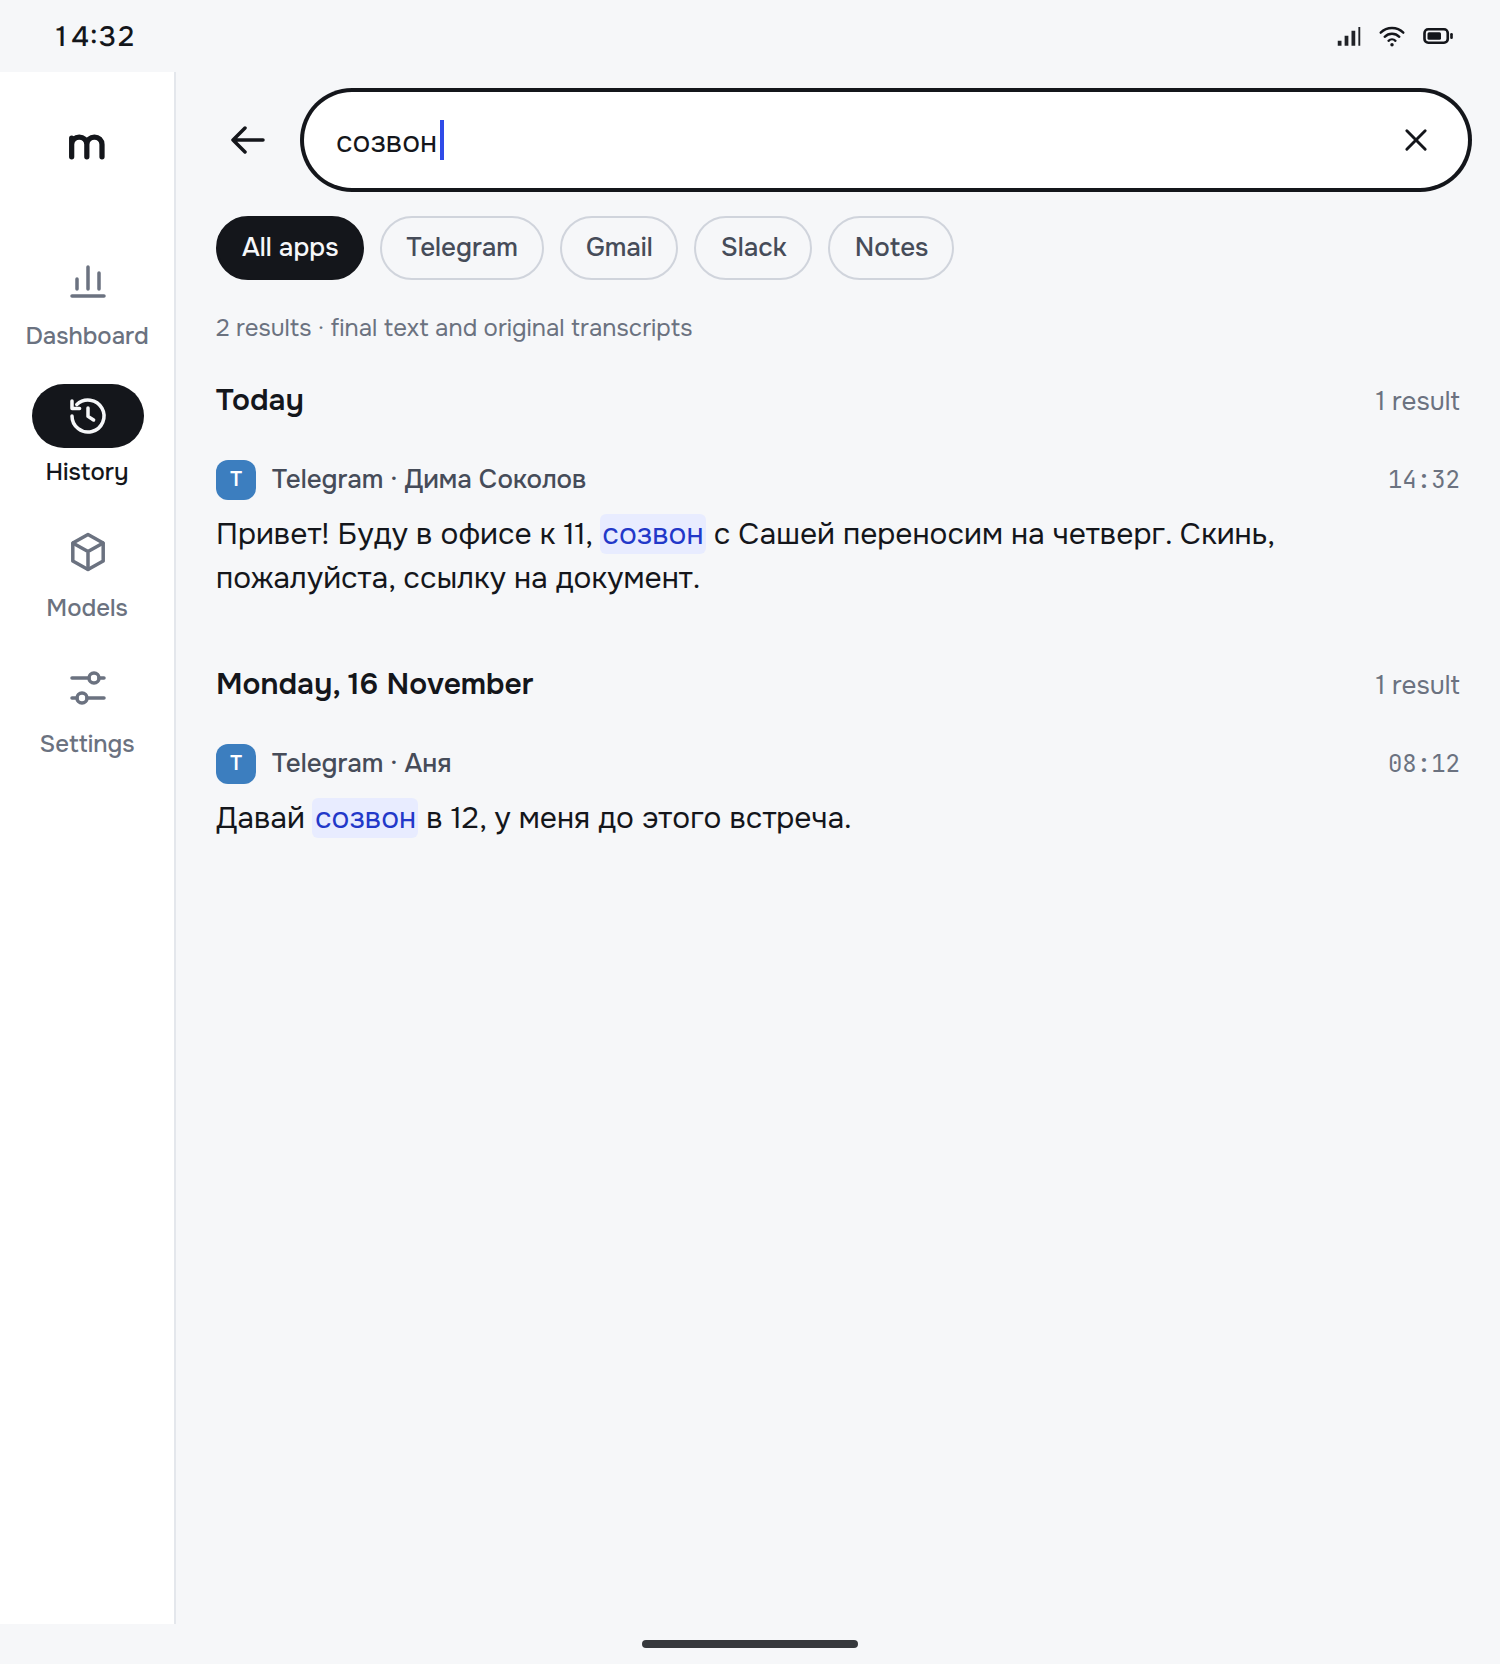 14:32
m
созвон
All apps
Telegram
Gmail
Slack
Notes
Dashboard
History
Models
Settings
2 results · final text and original transcripts
Today
1 result
T Telegram · Дима Соколов
14:32
Привет! Буду в офисе к 11, созвон с Сашей переносим на четверг. Скинь,
пожалуйста, ссылку на документ.
Monday, 16 November
1 result
T Telegram · Аня
08:12
Давай созвон в 12, у меня до этого встреча.